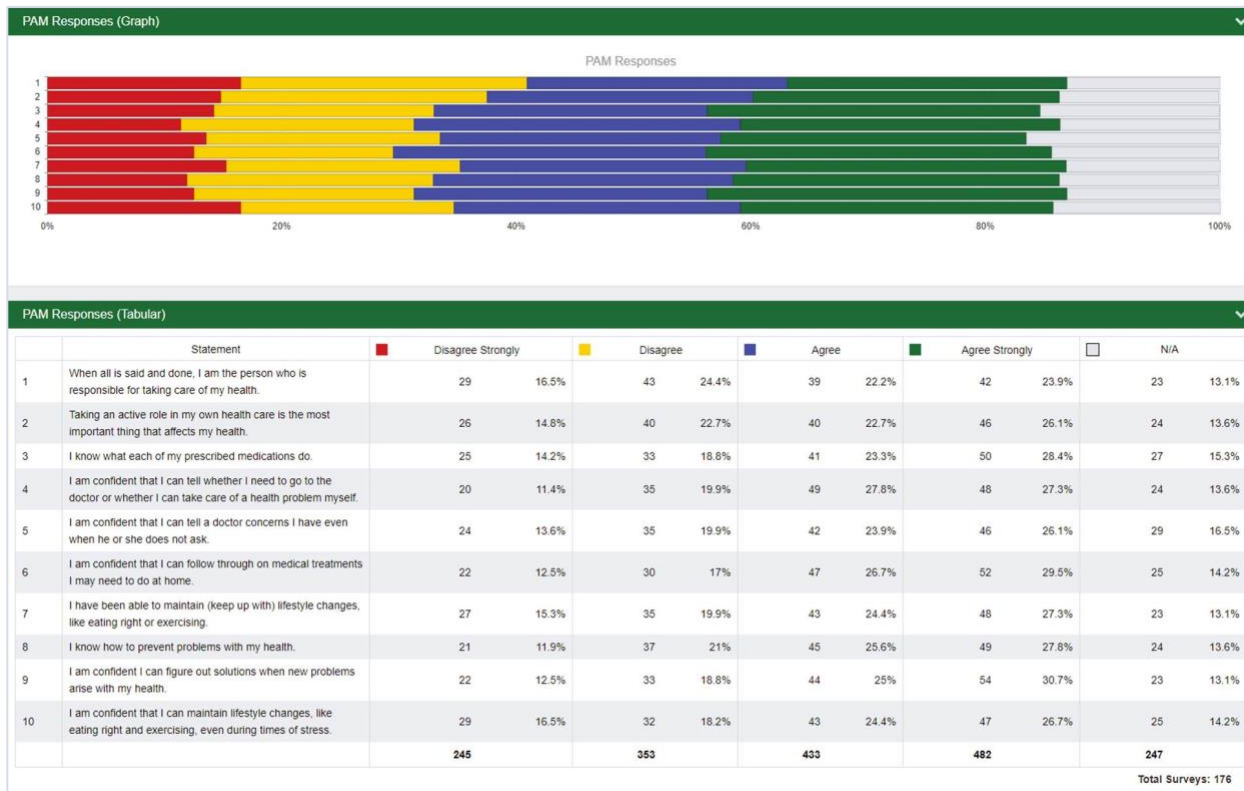 PAM Responses (Graph)
PAM Responses
1
2
3
4
5
6
7
8
9
10
0% 20% 40% 60% 80% 100%
PAM Responses (Tabular)
Statement Disagree Strongly Disagree Agree Agree Strongly N/A
When all is said and done, I am the person who is
1 29 16.5% 43 24.4% 39 22.2% 42 23.9% 23 13.1%
responsible for taking care of my health.
Taking an active role in my own health care is the most
2 26 14.8% 40 22.7% 40 22.7% 46 26.1% 24 13.6%
important thing that affects my health.
3 I know what each of my prescribed medications do. 25 14.2% 33 18.8% 41 23.3% 50 28.4% 27 15.3%
I am confident that I can tell whether I need to go to the
4 20 11.4% 35 19.9% 49 27.8% 48 27.3% 24 13.6%
doctor or whether I can take care of a health problem myself.
I am confident that I can tell a doctor concerns I have even
5 24 13.6% 35 19.9% 42 23.9% 46 26.1% 29 16.5%
when he or she does not ask.
I am confident that I can follow through on medical treatments
6 22 12.5% 30 17% 47 26.7% 52 29.5% 25 14.2%
I may need to do at home.
I have been able to maintain (keep up with) lifestyle changes,
7 27 15.3% 35 19.9% 43 24.4% 48 27.3% 23 13.1%
like eating right or exercising.
8 I know how to prevent problems with my health. 21 11.9% 37 21% 45 25.6% 49 27.8% 24 13.6%
I am confident I can figure out solutions when new problems
9 22 12.5% 33 18.8% 44 25% 54 30.7% 23 13.1%
arise with my health.
I am confident that I can maintain lifestyle changes, like
10 29 16.5% 32 18.2% 43 24.4% 47 26.7% 25 14.2%
eating right and exercising, even during times of stress.
245 353 433 482 247
Total Surveys: 176